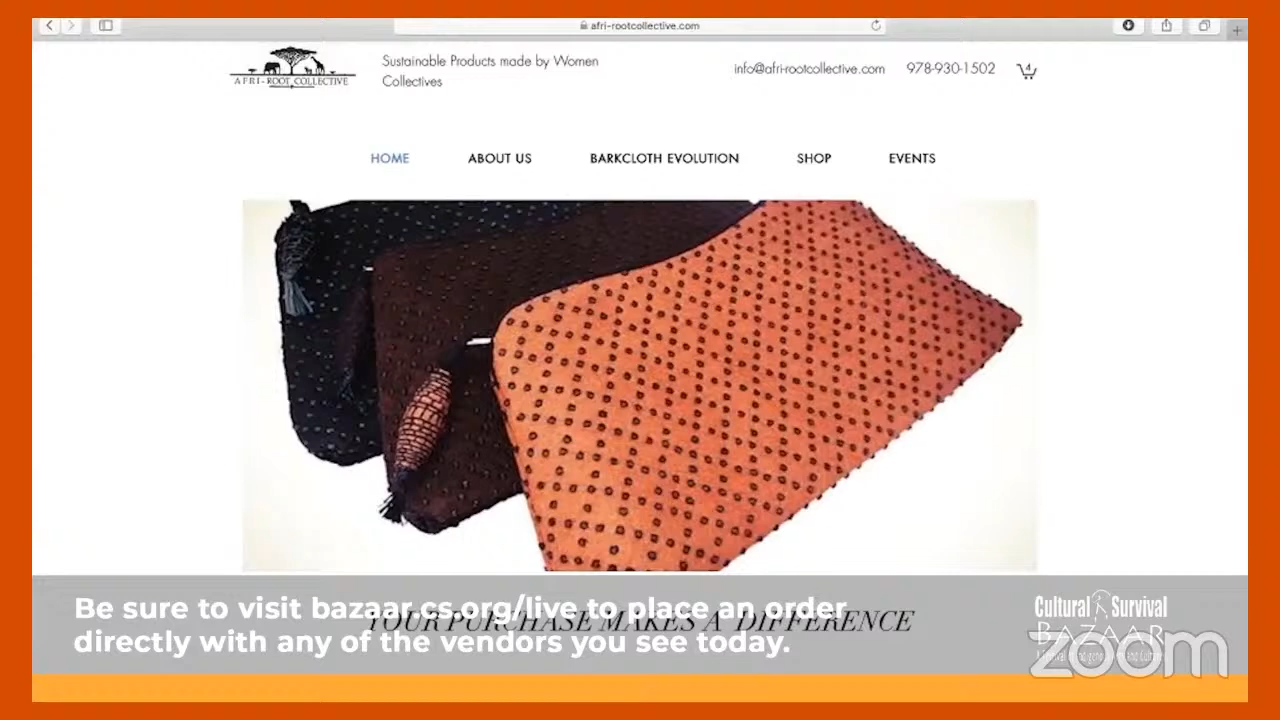 afri-rootcollective.com
AFRI-ROOT COLLECTIVE
Sustainable Products made by Women
Collectives
info@afri-rootcollective.com
978-930-1502
4
HOME
ABOUT US
BARKCLOTH EVOLUTION
SHOP
EVENTS
YOUR PURCHASE MAKES A DIFFERENCE
Be sure to visit bazaar.cs.org/live to place an order
directly with any of the vendors you see today.
Cultural Survival
BAZAAR
zoom